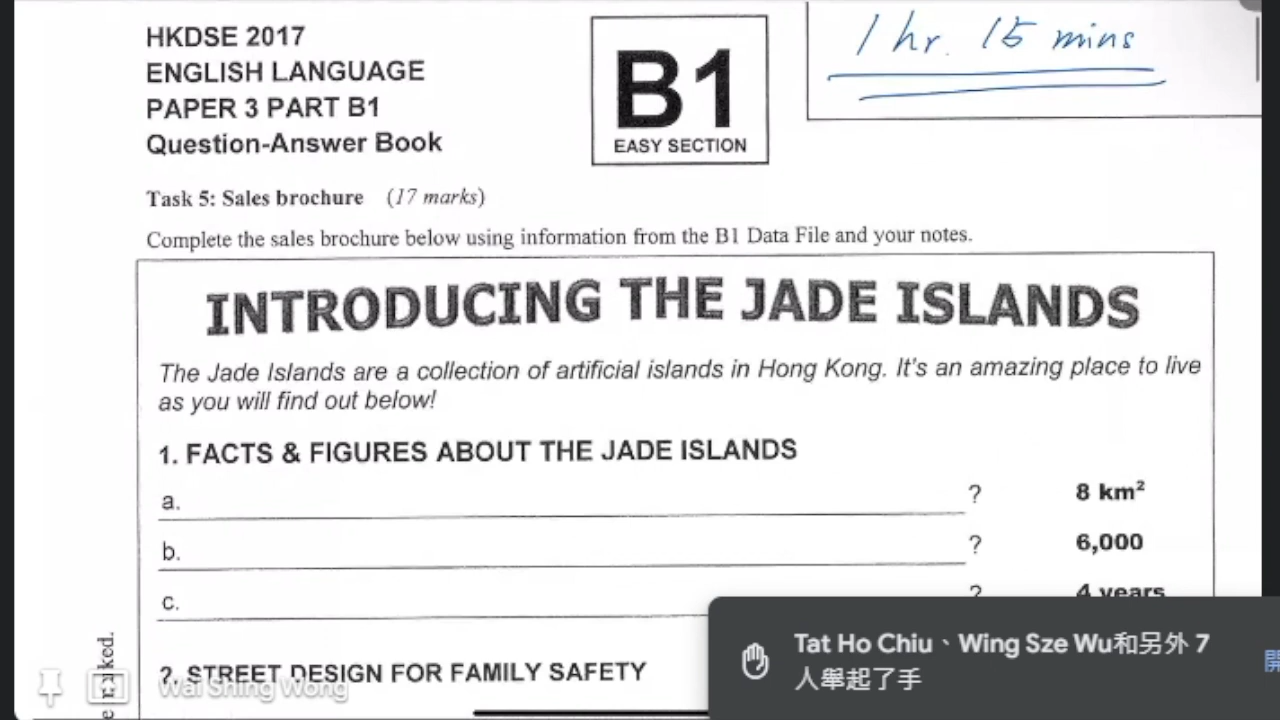 HKDSE 2017
ENGLISH LANGUAGE
PAPER 3 PART B1
Question-Answer Book
B1
EASY SECTION
1 hr. 15 mins
Task 5: Sales brochure (17 marks)
Complete the sales brochure below using information from the B1 Data File and your notes.
INTRODUCING THE JADE ISLANDS
The Jade Islands are a collection of artificial islands in Hong Kong. It's an amazing place to live
as you will find out below!
1. FACTS & FIGURES ABOUT THE JADE ISLANDS
a. ? 8 km²
b. ? 6,000
c. ? 4 years
2. STREET DESIGN FOR FAMILY SAFETY
Wai Shing Wong
Tat Ho Chiu、Wing Sze Wu和另外 7
人舉起了手
開